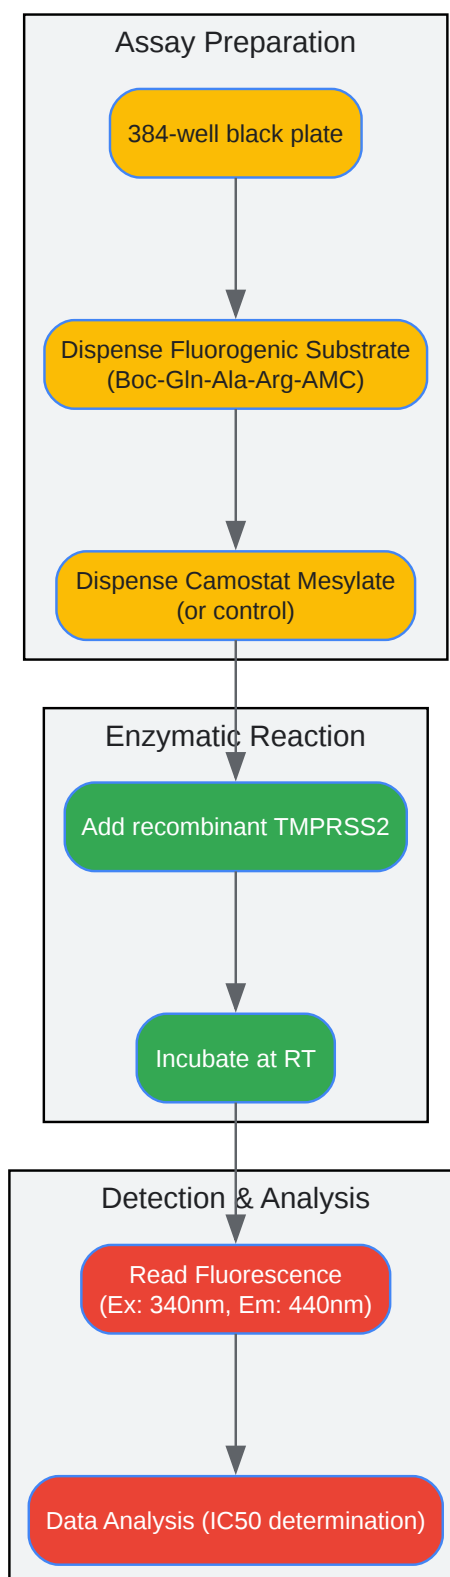 Assay Preparation
384-well black plate
Dispense Fluorogenic Substrate
(Boc-Gln-Ala-Arg-AMC)
Dispense Camostat Mesylate
(or control)
Enzymatic Reaction
Add recombinant TMPRSS2
Incubate at RT
Detection & Analysis
Read Fluorescence
(Ex: 340nm, Em: 440nm)
Data Analysis (IC50 determination)